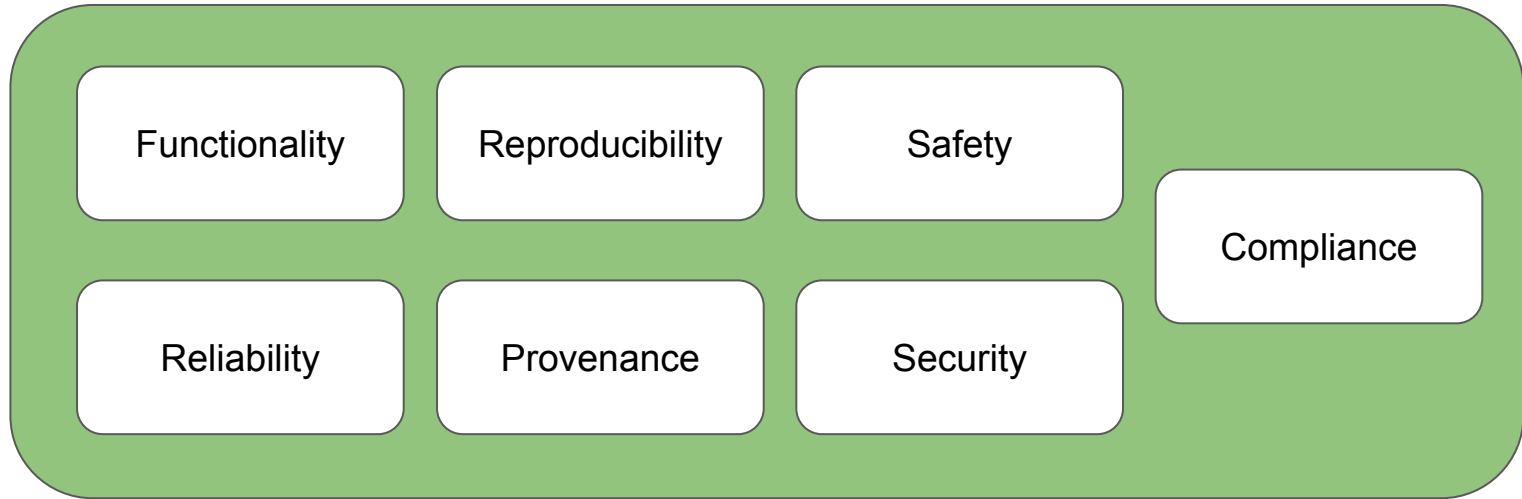 Functionality
Reproducibility
Safety
Compliance
Reliability
Provenance
Security